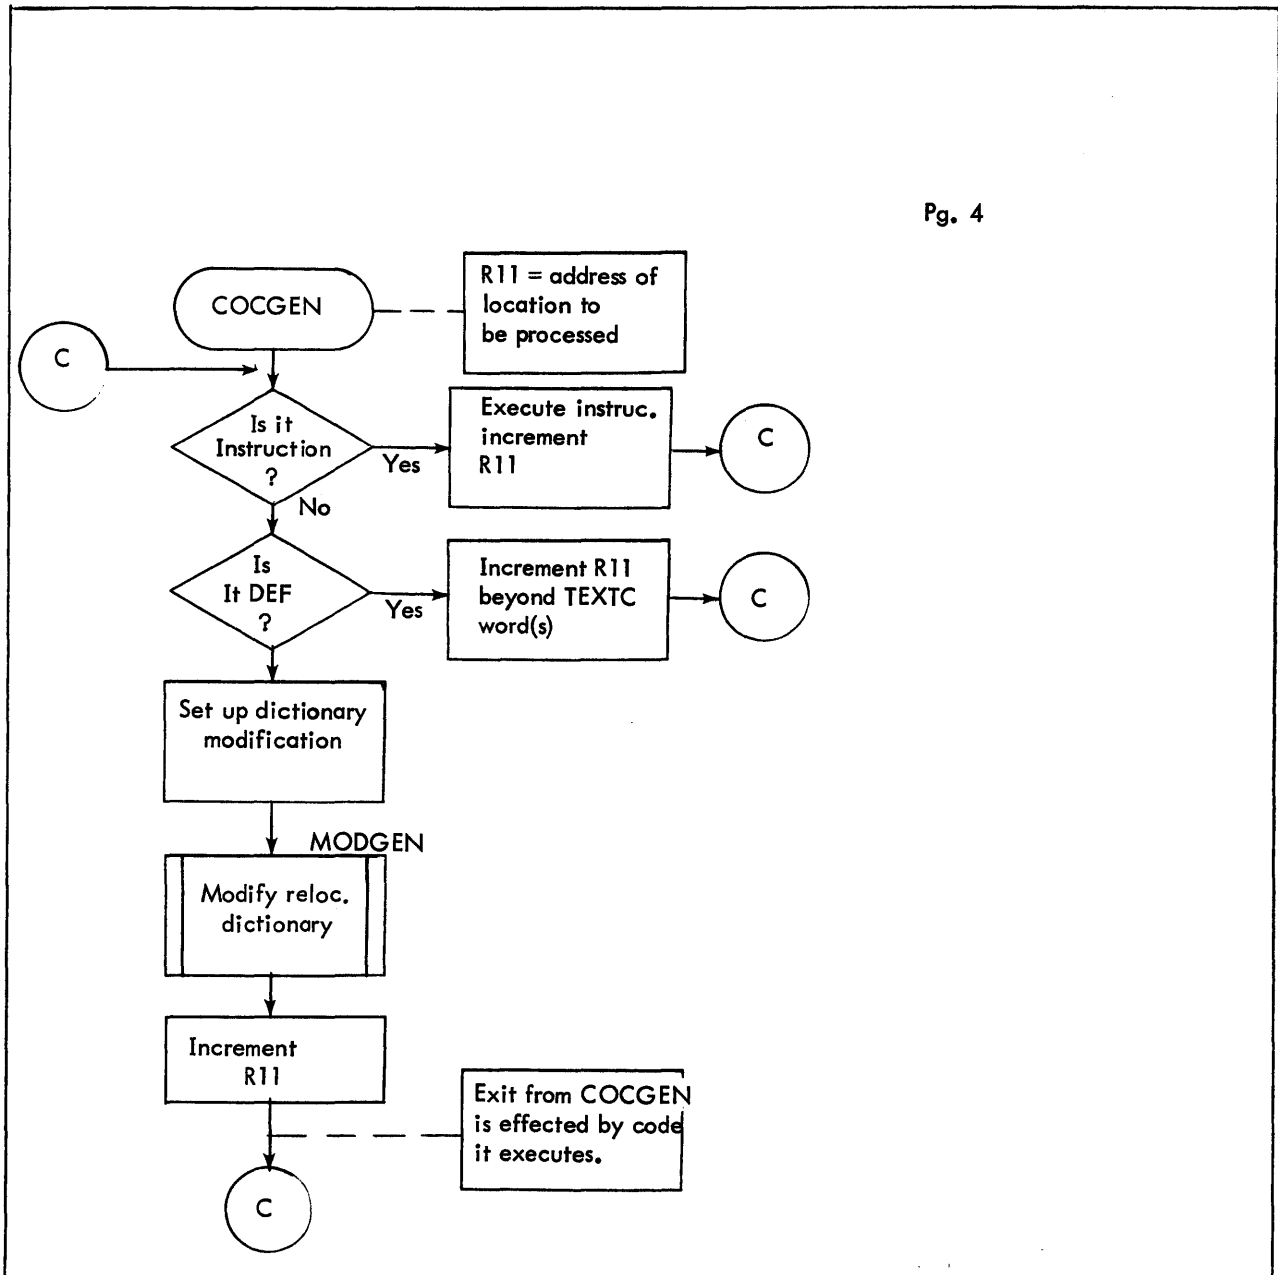 Pg. 4
COCGEN
R11 = address of
location to
be processed
C
Is it
Instruction
?
Yes
Execute instruc.
increment
R11
C
No
Is
It DEF
?
Yes
Increment R11
beyond TEXTC
word(s)
C
Set up dictionary
modification
MODGEN
Modify reloc.
dictionary
Increment
R11
Exit from COCGEN
is effected by code
it executes.
C